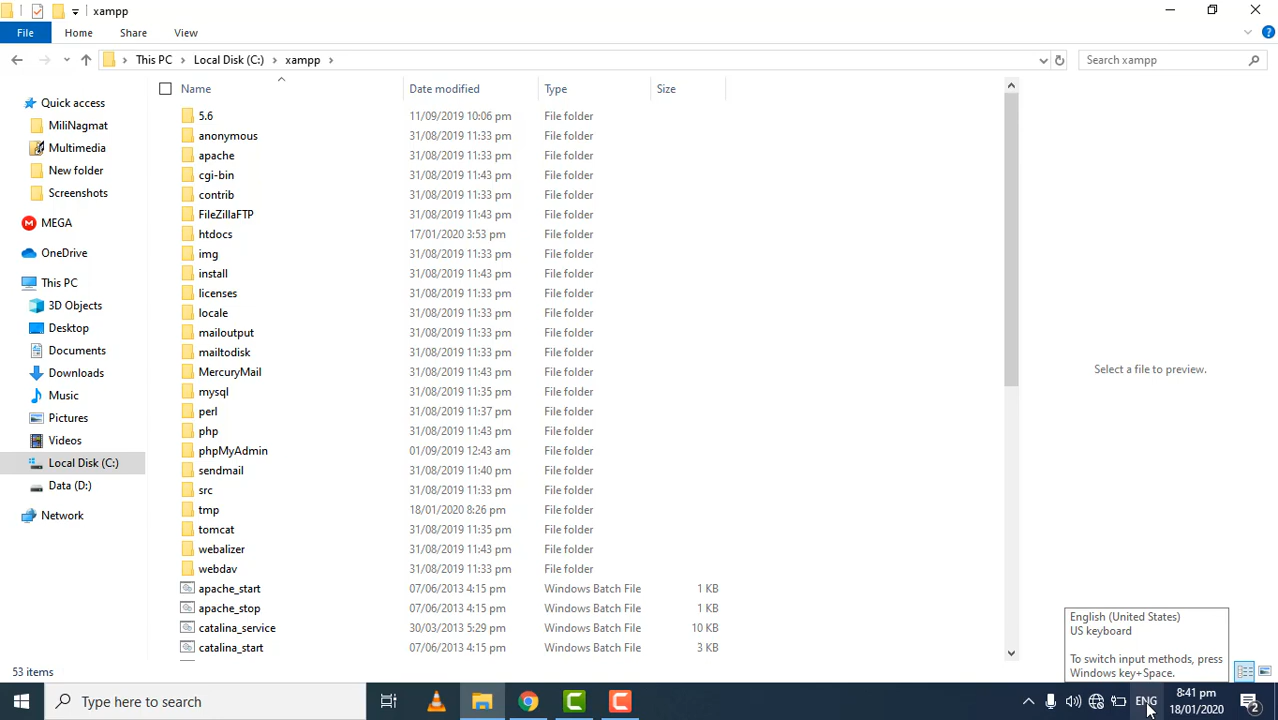 xampp
File Home Share View
This PC Local Disk (C:) xampp Search xampp
Name Date modified Type Size
Quick access
MiliNagmat
Multimedia
New folder
Screenshots
MEGA
OneDrive
This PC
3D Objects
Desktop
Documents
Downloads
Music
Pictures
Videos
Local Disk (C:)
Data (D:)
Network
5.6 11/09/2019 10:06 pm File folder
anonymous 31/08/2019 11:33 pm File folder
apache 31/08/2019 11:33 pm File folder
cgi-bin 31/08/2019 11:43 pm File folder
contrib 31/08/2019 11:33 pm File folder
FileZillaFTP 31/08/2019 11:43 pm File folder
htdocs 17/01/2020 3:53 pm File folder
img 31/08/2019 11:33 pm File folder
install 31/08/2019 11:43 pm File folder
licenses 31/08/2019 11:33 pm File folder
locale 31/08/2019 11:33 pm File folder
mailoutput 31/08/2019 11:33 pm File folder
mailtodisk 31/08/2019 11:33 pm File folder
MercuryMail 31/08/2019 11:43 pm File folder
mysql 31/08/2019 11:35 pm File folder
perl 31/08/2019 11:37 pm File folder
php 31/08/2019 11:43 pm File folder
phpMyAdmin 01/09/2019 12:43 am File folder
sendmail 31/08/2019 11:40 pm File folder
src 31/08/2019 11:33 pm File folder
tmp 18/01/2020 8:26 pm File folder
tomcat 31/08/2019 11:35 pm File folder
webalizer 31/08/2019 11:43 pm File folder
webdav 31/08/2019 11:33 pm File folder
apache_start 07/06/2013 4:15 pm Windows Batch File 1 KB
apache_stop 07/06/2013 4:15 pm Windows Batch File 1 KB
catalina_service 30/03/2013 5:29 pm Windows Batch File 10 KB
catalina_start 07/06/2013 4:15 pm Windows Batch File 3 KB
Select a file to preview.
English (United States)
US keyboard
To switch input methods, press
Windows key+Space.
53 items
Type here to search
ENG
8:41 pm
18/01/2020
2